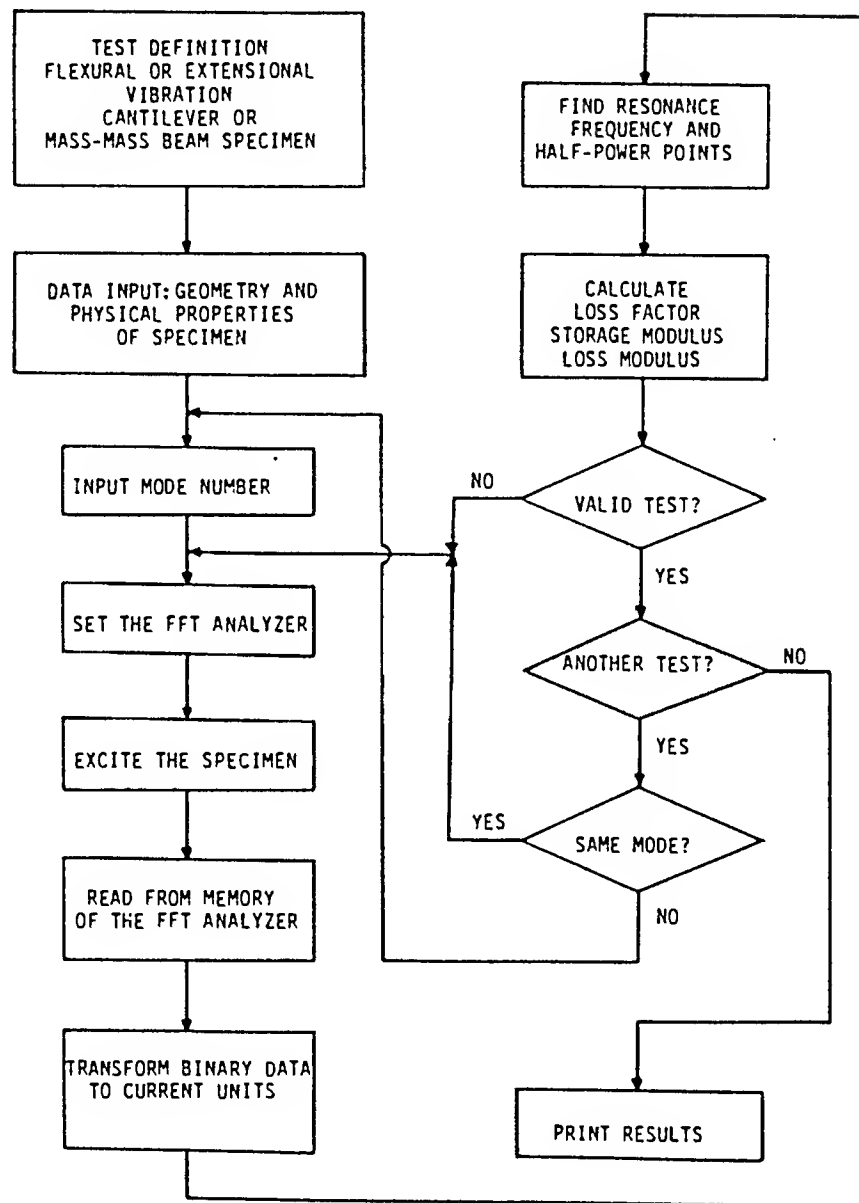 TEST DEFINITION
FLEXURAL OR EXTENSIONAL
VIBRATION
CANTILEVER OR
MASS-MASS BEAM SPECIMEN
DATA INPUT: GEOMETRY AND
PHYSICAL PROPERTIES
OF SPECIMEN
INPUT MODE NUMBER
SET THE FFT ANALYZER
EXCITE THE SPECIMEN
READ FROM MEMORY
OF THE FFT ANALYZER
TRANSFORM BINARY DATA
TO CURRENT UNITS
FIND RESONANCE
FREQUENCY AND
HALF-POWER POINTS
CALCULATE
LOSS FACTOR
STORAGE MODULUS
LOSS MODULUS
NO
VALID TEST?
YES
ANOTHER TEST?
NO
YES
YES
SAME MODE?
NO
PRINT RESULTS